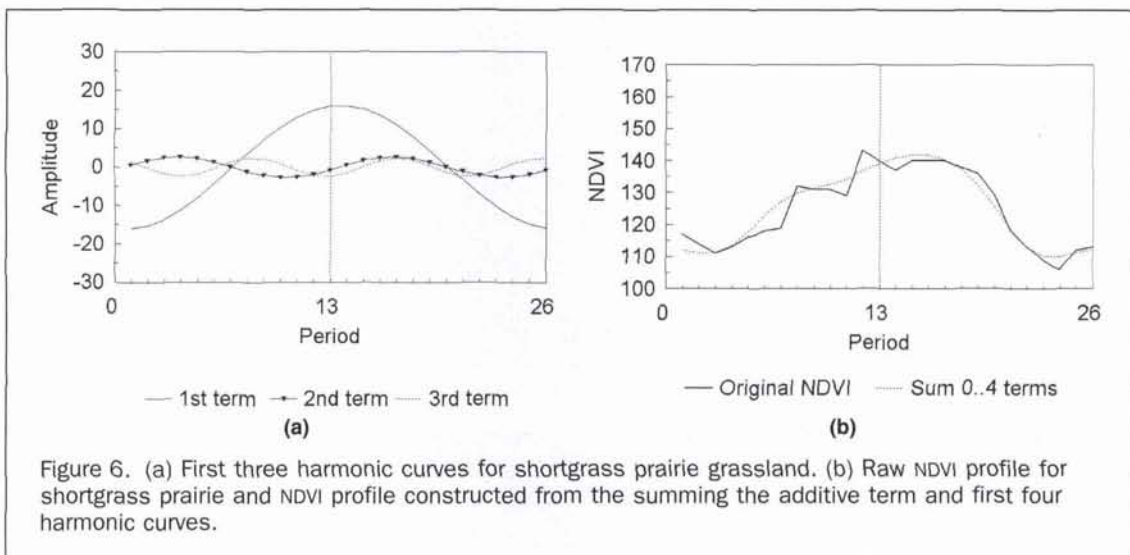 30
20
10
0
-10
-20
-30
Amplitude
0 13 26
Period
1st term 2nd term 3rd term
(a)
170
160
150
140
130
120
110
100
NDVI
0 13 26
Period
Original NDVI Sum 0..4 terms
(b)
Figure 6. (a) First three harmonic curves for shortgrass prairie grassland. (b) Raw NDVI profile for
shortgrass prairie and NDVI profile constructed from the summing the additive term and first four
harmonic curves.